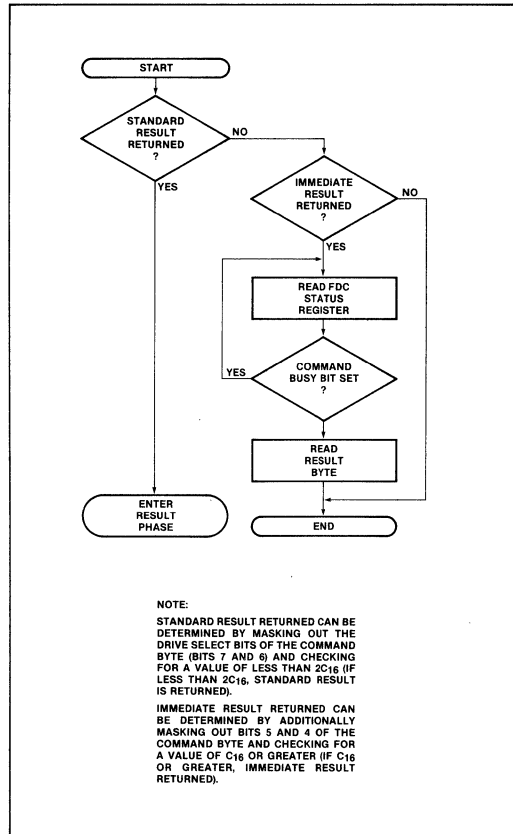 START
STANDARD
RESULT
RETURNED
?
NO
YES
IMMEDIATE
RESULT
RETURNED
?
NO
YES
READ FDC
STATUS
REGISTER
YES
COMMAND
BUSY BIT SET
?
READ
RESULT
BYTE
ENTER
RESULT
PHASE
END
NOTE:
STANDARD RESULT RETURNED CAN BE
DETERMINED BY MASKING OUT THE
DRIVE SELECT BITS OF THE COMMAND
BYTE (BITS 7 AND 6) AND CHECKING
FOR A VALUE OF LESS THAN 2C16 (IF
LESS THAN 2C16, STANDARD RESULT
IS RETURNED).
IMMEDIATE RESULT RETURNED CAN
BE DETERMINED BY ADDITIONALLY
MASKING OUT BITS 5 AND 4 OF THE
COMMAND BYTE AND CHECKING FOR
A VALUE OF C16 OR GREATER (IF C16
OR GREATER, IMMEDIATE RESULT
RETURNED).